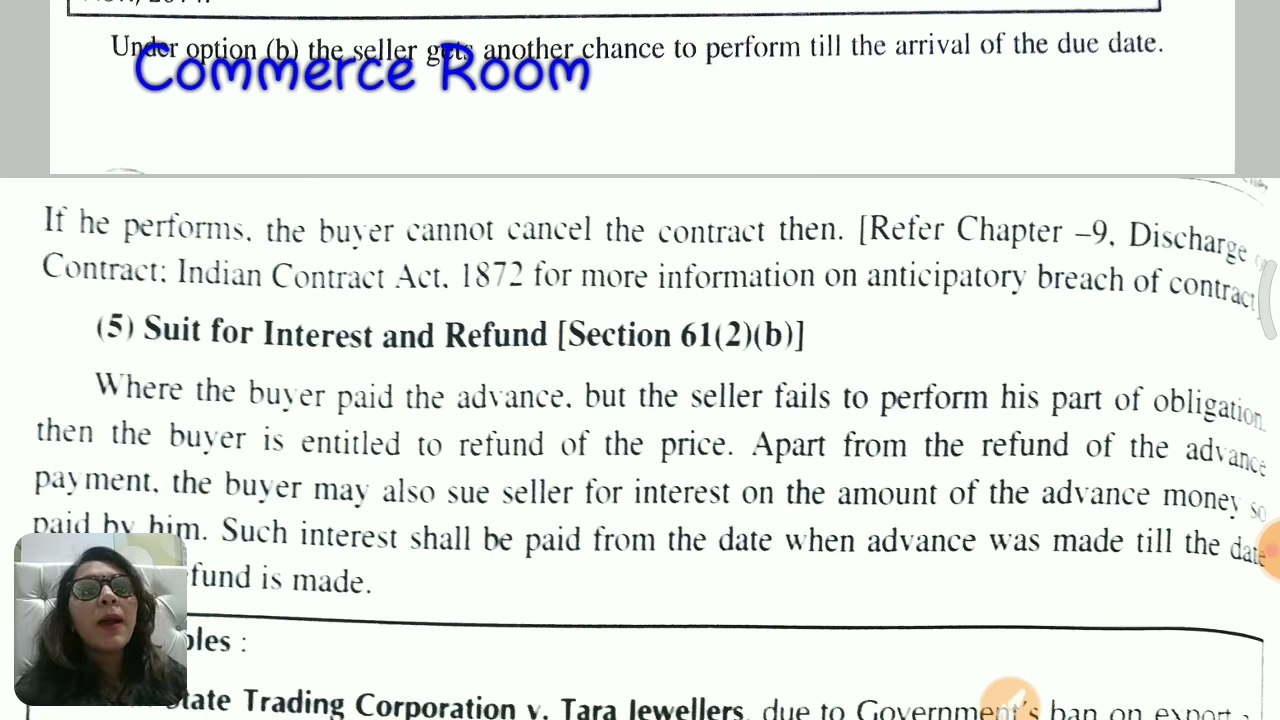 Under option (b) the seller gets another chance to perform till the arrival of the due date.
Commerce Room
If he performs, the buyer cannot cancel the contract then. [Refer Chapter –9, Discharge
Contract: Indian Contract Act, 1872 for more information on anticipatory breach of contract]
(5) Suit for Interest and Refund [Section 61(2)(b)]
Where the buyer paid the advance, but the seller fails to perform his part of obligation,
then the buyer is entitled to refund of the price. Apart from the refund of the advance
payment, the buyer may also sue seller for interest on the amount of the advance money so
paid by him. Such interest shall be paid from the date when advance was made till the date
fund is made.
ples :
State Trading Corporation v. Tara Jewellers, due to Government's ban on export